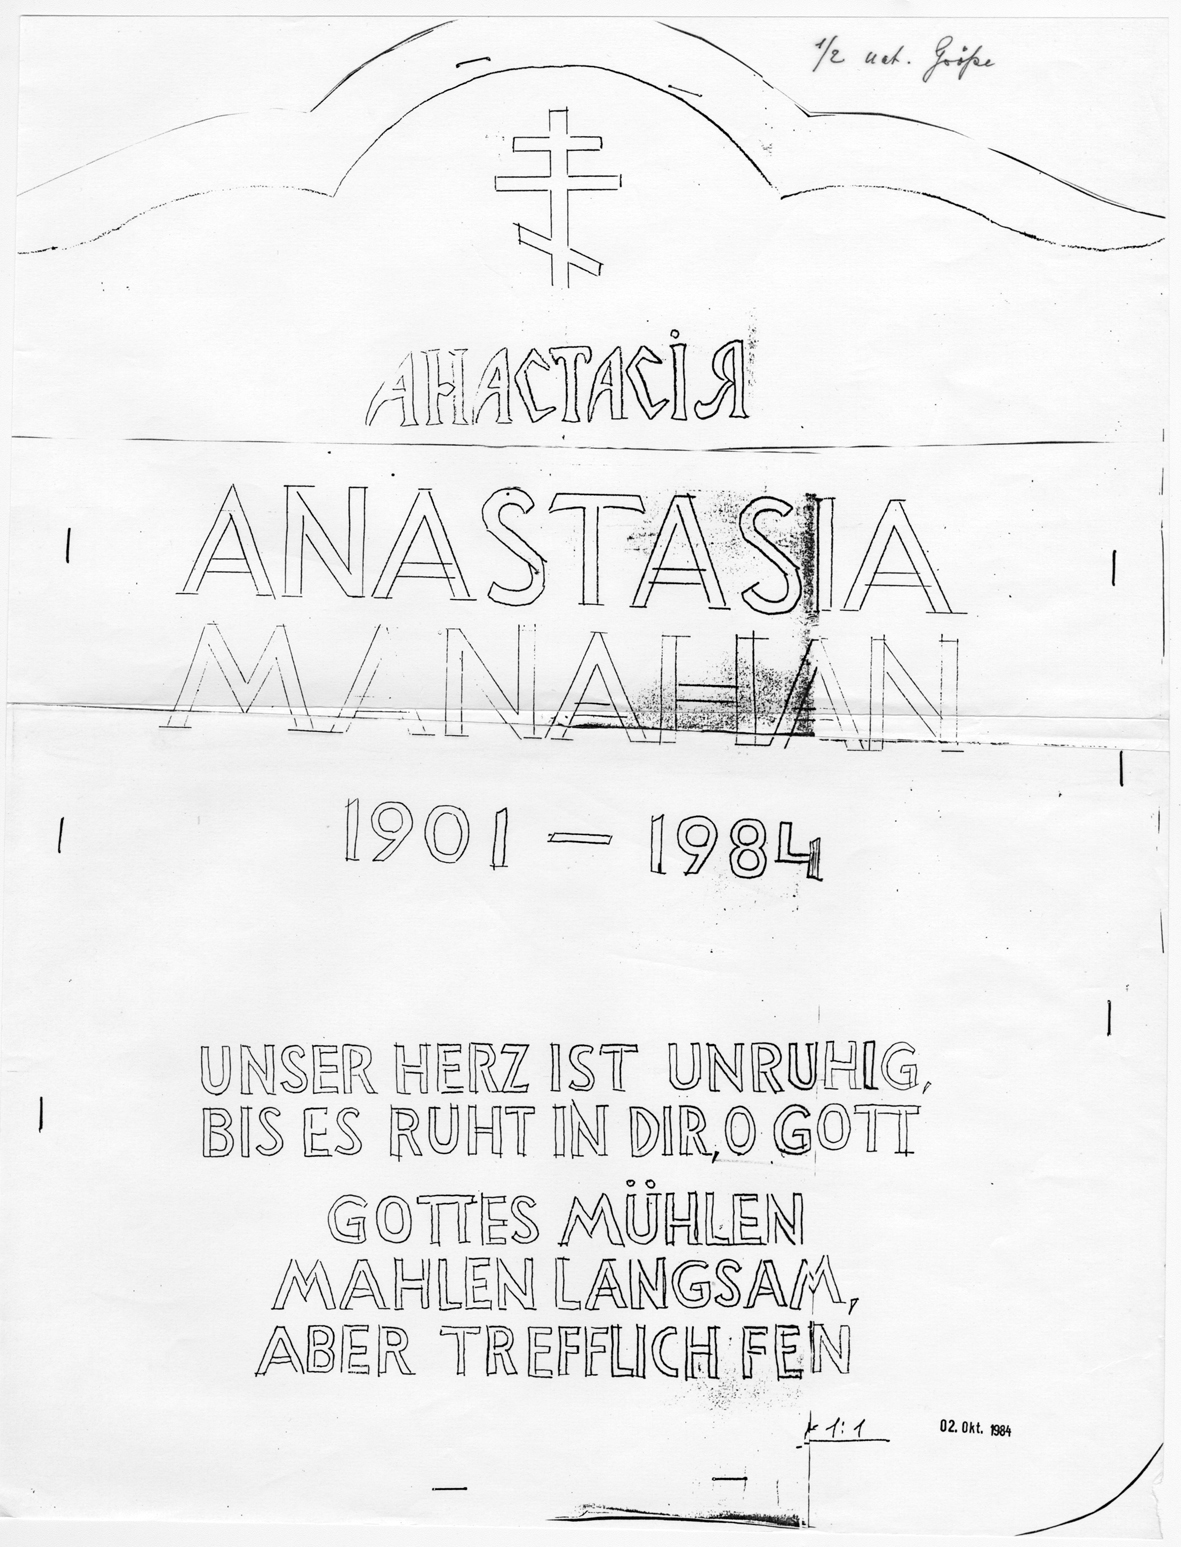 1/2 nat. Größe
АНАСТАСІЯ
ANASTASIA
MANAHAN
1901 – 1984
UNSER HERZ IST UNRUHIG,
BIS ES RUHT IN DIR, O GOTT
GOTTES MÜHLEN
MAHLEN LANGSAM,
ABER TREFFLICH FEN
1:1
02. Okt. 1984